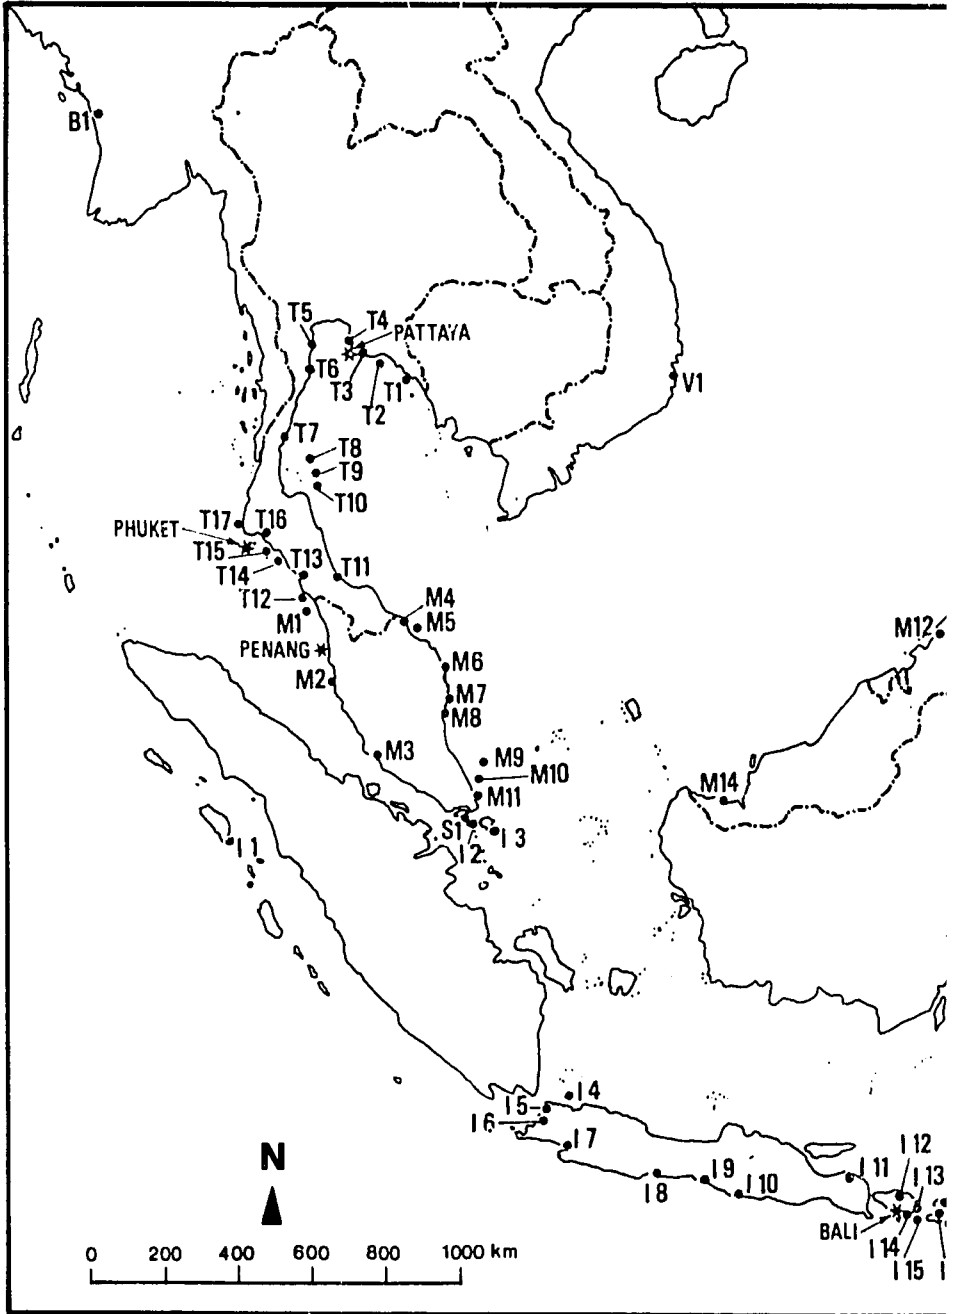 B1
T5
T4
PATTAYA
T6
T3
T1
T2
V1
T7
T8
T9
T10
T17
T16
PHUKET
T15
T14
T13
T11
T12
M4
M1
M5
M12
PENANG
M6
M2
M7
M8
M3
M9
M10
M14
M11
S1
I 2
I 3
I 1
I 4
I 5
I 6
I 7
I 8
I 9
I 10
I 11
I 12
I 13
BALI
I 14
I 15
I
N
0 200 400 600 800 1000 km